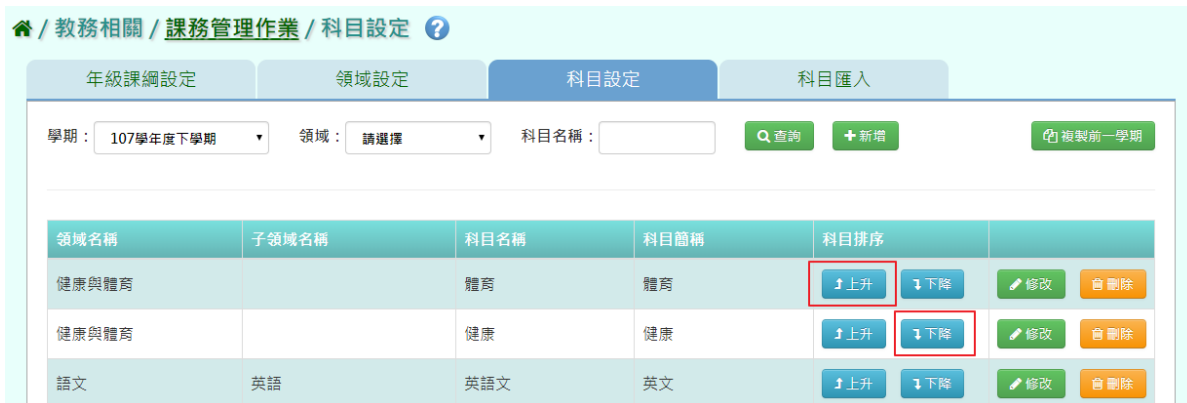 / 教務相關 / 課務管理作業 / 科目設定 ?
年級課綱設定 領域設定 科目設定 科目匯入
學期： 107學年度下學期 領域： 請選擇 科目名稱： 查詢 新增 複製前一學期
領域名稱 子領域名稱 科目名稱 科目簡稱 科目排序
健康與體育 體育 體育 上升 下降 修改 刪除
健康與體育 健康 健康 上升 下降 修改 刪除
語文 英語 英語文 英文 上升 下降 修改 刪除